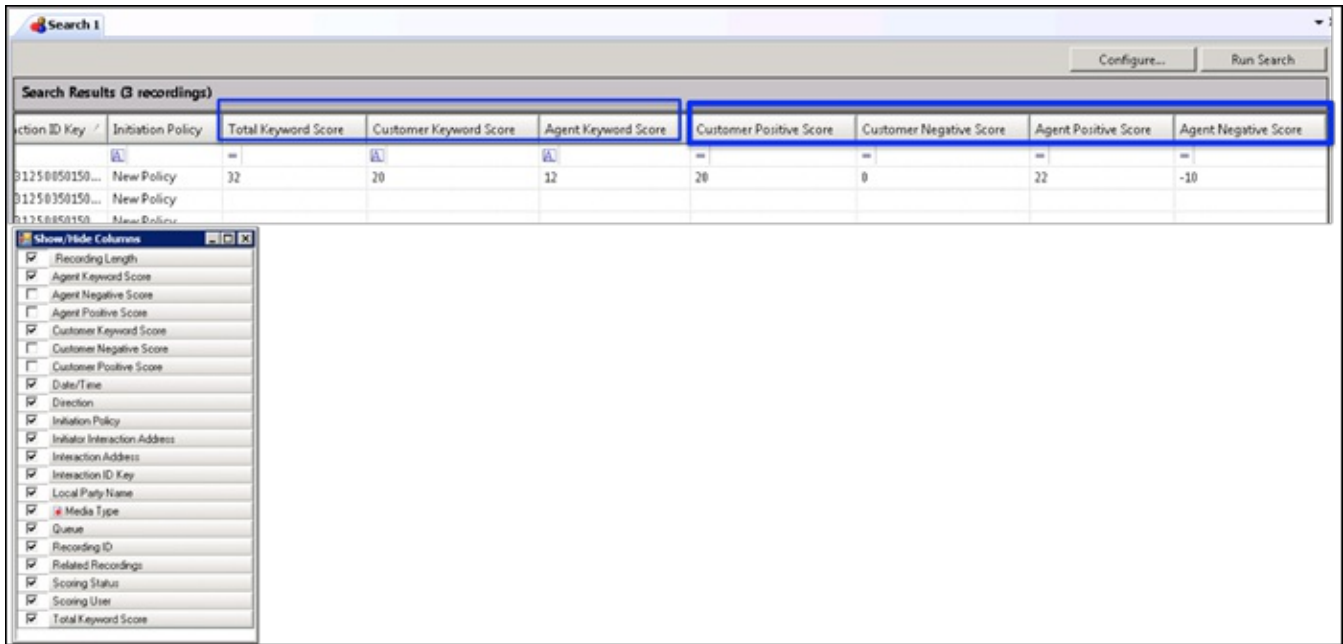 Search 1
Configure... Run Search
Search Results (3 recordings)
ction ID Key Initiation Policy Total Keyword Score Customer Keyword Score Agent Keyword Score Customer Positive Score Customer Negative Score Agent Positive Score Agent Negative Score
A = A A = = = =
New Policy 32 20 12 20 0 22 -10
New Policy
New Policy
Show/Hide Columns
Recording Length
Agent Keyword Score
Agent Negative Score
Agent Positive Score
Customer Keyword Score
Customer Negative Score
Customer Positive Score
Date/Time
Direction
Initiation Policy
Initiator Interaction Address
Interaction Address
Interaction ID Key
Local Party Name
Media Type
Queue
Recording ID
Related Recordings
Scoring Status
Scoring User
Total Keyword Score